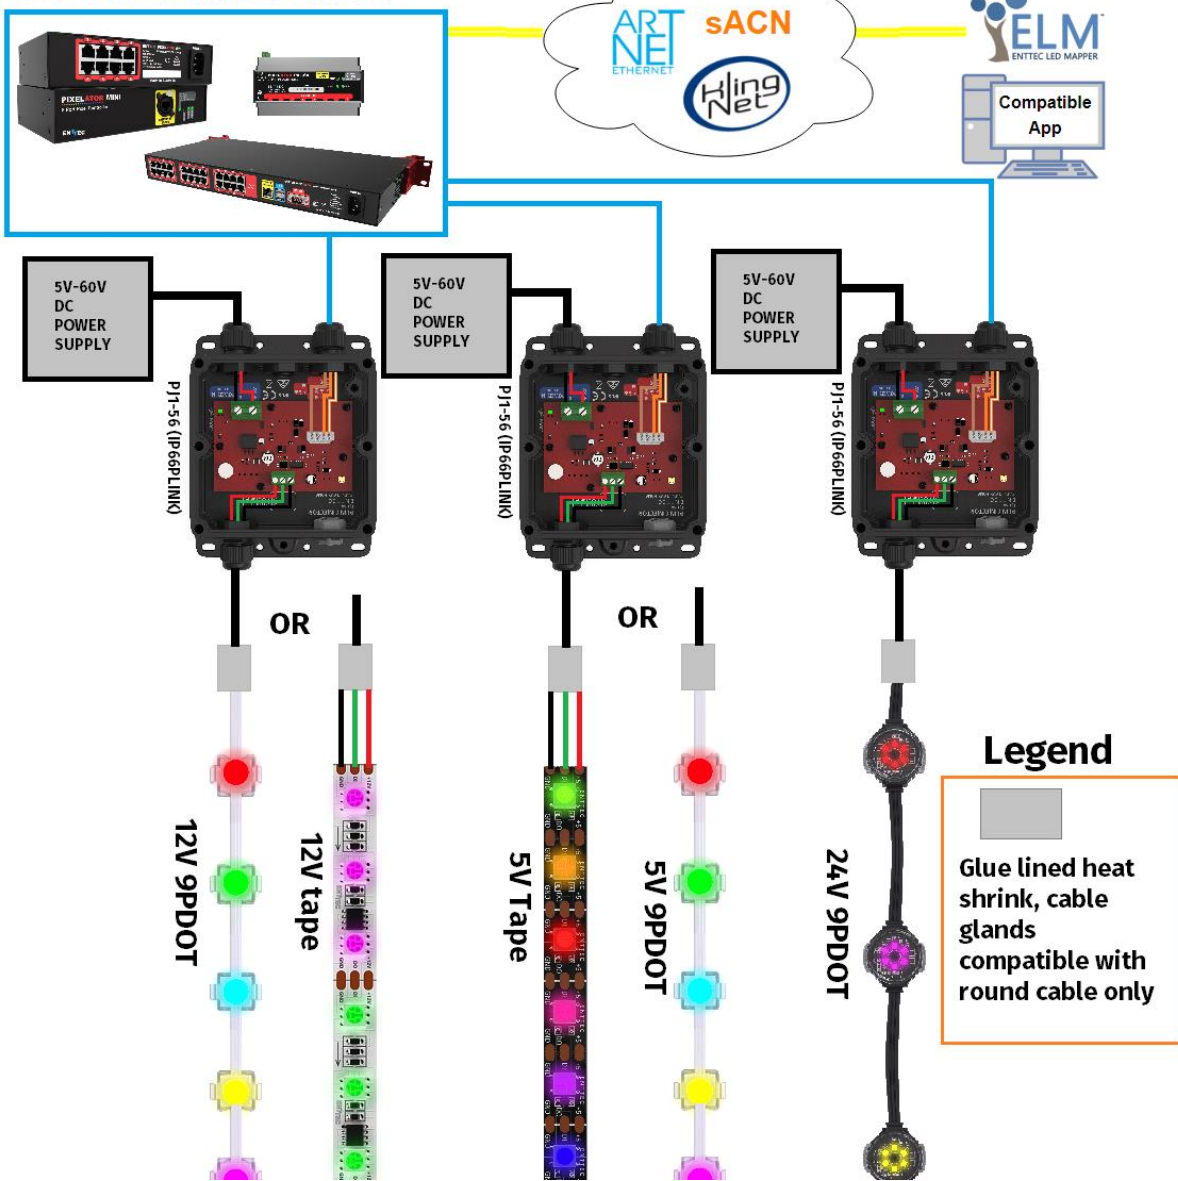 ART
NET
ETHERNET
sACN
Kling
Net
ELM
ENTTEC LED MAPPER
Compatible
App
PIXELATOR MINI
ENTTEC
5V-60V
DC
POWER
SUPPLY
5V-60V
DC
POWER
SUPPLY
5V-60V
DC
POWER
SUPPLY
PJ1-56 (IP66PLINK)
PJ1-56 (IP66PLINK)
PJ1-56 (IP66PLINK)
OR
OR
12V 9PDOT
12V tape
5V Tape
5V 9PDOT
24V 9PDOT
Legend
Glue lined heat
shrink, cable
glands
compatible with
round cable only